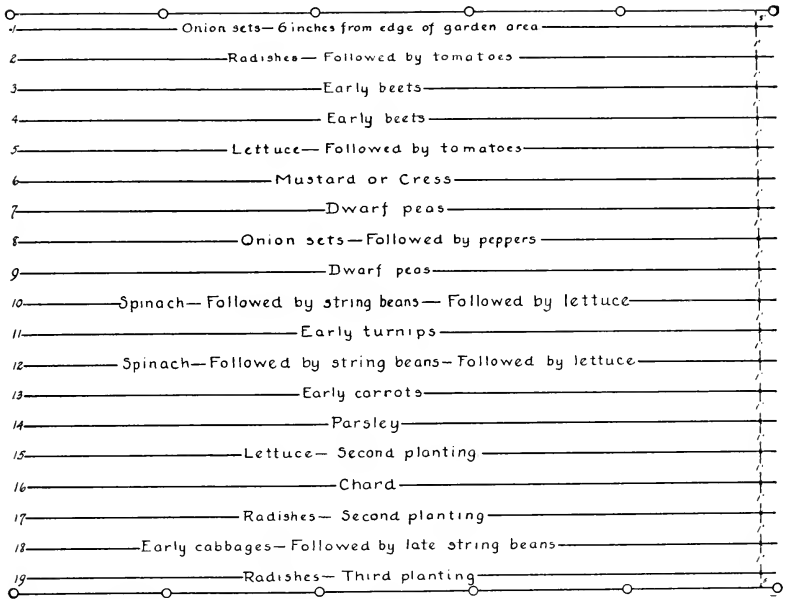 1 Onion sets— 6 inches from edge of garden area
2 Radishes— Followed by tomatoes
3 Early beets
4 Early beets
5 Lettuce— Followed by tomatoes
6 Mustard or Cress
7 Dwarf peas
8 Onion sets—Followed by peppers
9 Dwarf peas
10 Spinach— Followed by string beans— Followed by lettuce
11 Early turnips
12 Spinach—Followed by string beans— Followed by lettuce
13 Early carrots
14 Parsley
15 Lettuce— Second planting
16 Chard
17 Radishes— Second planting
18 Early cabbages— Followed by late string beans
19 Radishes— Third planting